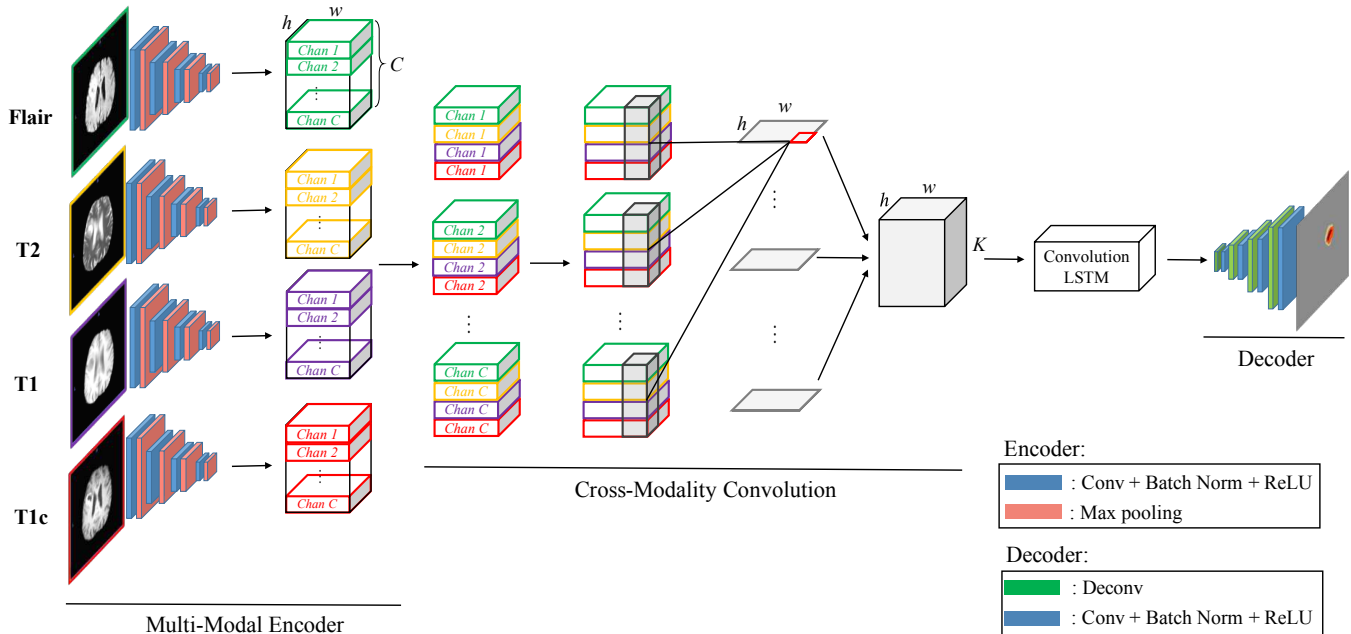 Flair
T2
T1
T1c
h
w
Chan 1
Chan 2
⋮
Chan C
C
Chan 1
Chan 2
⋮
Chan C
Chan 1
Chan 2
⋮
Chan C
Chan 1
Chan 2
⋮
Chan C
Multi-Modal Encoder
Chan 1
Chan 1
Chan 1
Chan 1
Chan 2
Chan 2
Chan 2
Chan 2
⋮
Chan C
Chan C
Chan C
Chan C
⋮
w
h
⋮
⋮
Cross-Modality Convolution
h
w
K
Convolution
LSTM
Decoder
Encoder:
: Conv + Batch Norm + ReLU
: Max pooling
Decoder:
: Deconv
: Conv + Batch Norm + ReLU